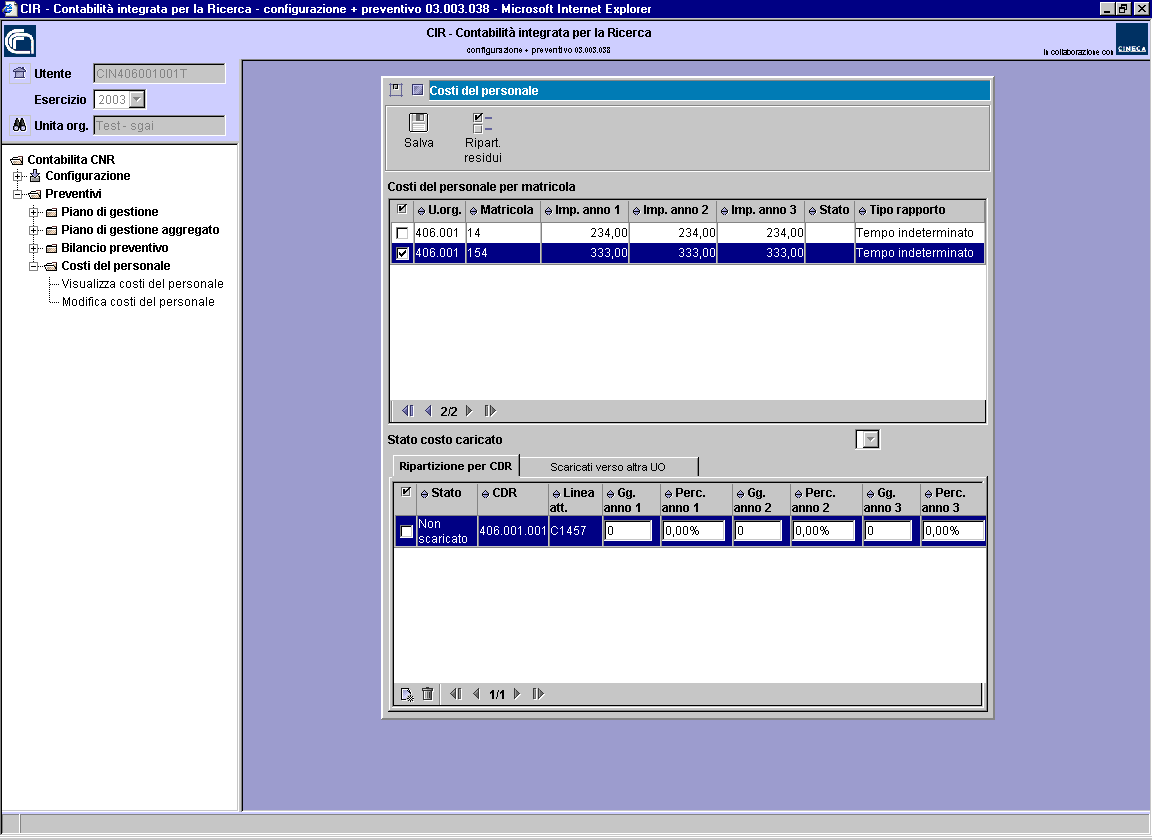 CIR - Contabilità integrata per la Ricerca - configurazione + preventivo 03.003.038 - Microsoft Internet Explorer
CIR - Contabilità integrata per la Ricerca
configurazione + preventivo 03.003.038
In collaborazione con CINECA
Utente CIN406001001T
Esercizio 2003
Unita org. Test - sgai
Contabilita CNR
Configurazione
Preventivi
Piano di gestione
Piano di gestione aggregato
Bilancio preventivo
Costi del personale
Visualizza costi del personale
Modifica costi del personale
Costi del personale
Salva Ripart. residui
Costi del personale per matricola
U.org. Matricola Imp. anno 1 Imp. anno 2 Imp. anno 3 Stato Tipo rapporto
406.001 14 234,00 234,00 234,00 Tempo indeterminato
406.001 154 333,00 333,00 333,00 Tempo indeterminato
2/2
Stato costo caricato
Ripartizione per CDR Scaricati verso altra UO
Stato CDR Linea att. Gg. anno 1 Perc. anno 1 Gg. anno 2 Perc. anno 2 Gg. anno 3 Perc. anno 3
Non scaricato 406.001.001 C1457 0 0,00% 0 0,00% 0 0,00%
1/1